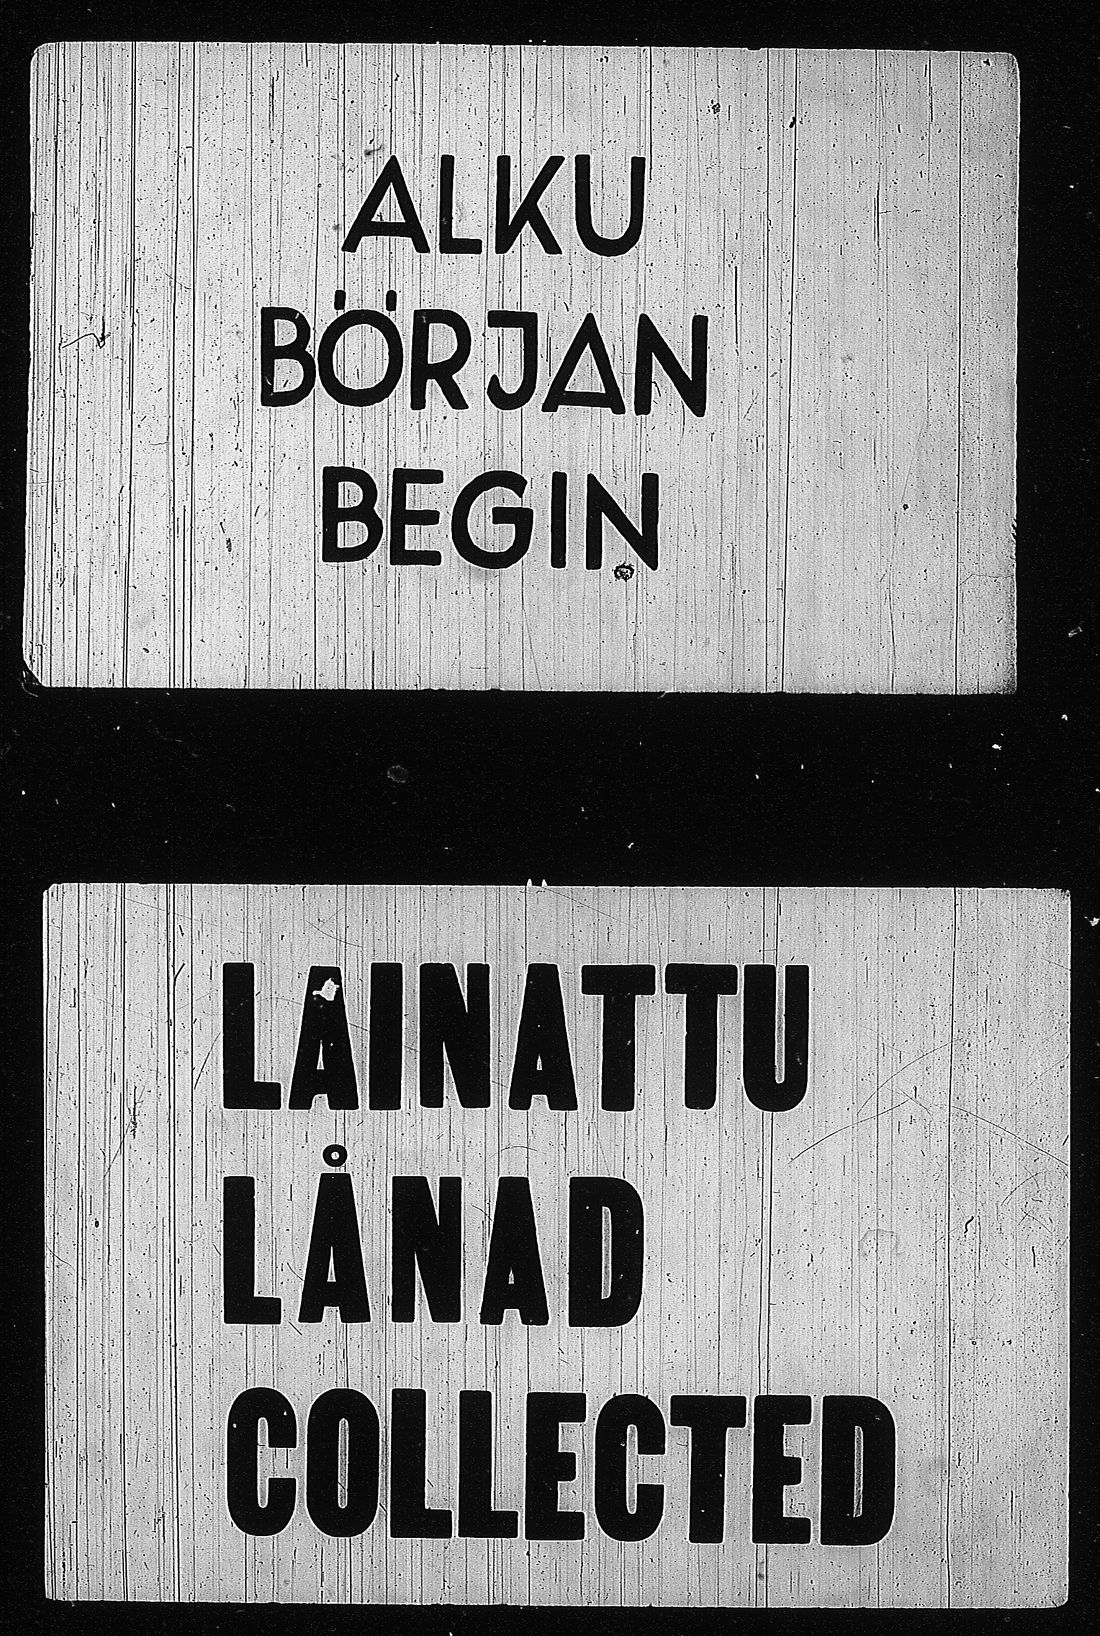 ALKU
BÖRJAN
BEGIN
LAINATTU
LÅNAD
COLLECTED